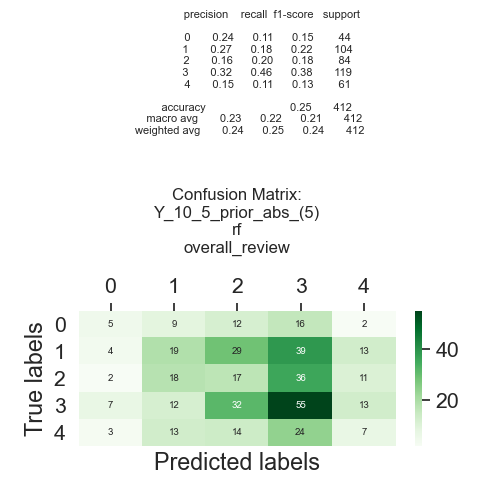 precision recall f1-score support
0 0.24 0.11 0.15 44
1 0.27 0.18 0.22 104
2 0.16 0.20 0.18 84
3 0.32 0.46 0.38 119
4 0.15 0.11 0.13 61
accuracy 0.25 412
macro avg 0.23 0.22 0.21 412
weighted avg 0.24 0.25 0.24 412
Confusion Matrix:
Y_10_5_prior_abs_(5)
rf
overall_review
0 1 2 3 4
0 5 9 12 16 2
1 4 19 29 39 13
2 2 18 17 36 11
3 7 12 32 55 13
4 3 13 14 24 7
True labels
Predicted labels
40
20